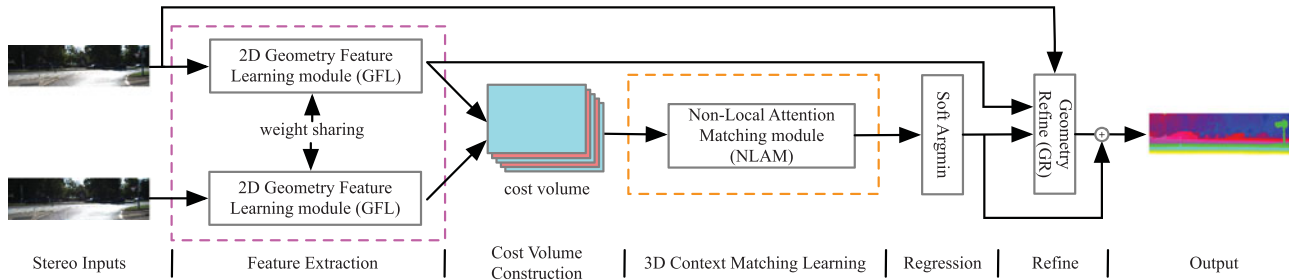 2D Geometry Feature
Learning module (GFL)
weight sharing
2D Geometry Feature
Learning module (GFL)
cost volume
Non-Local Attention
Matching module
(NLAM)
Soft Argmin
Geometry
Refine (GR)
+
Stereo Inputs
Feature Extraction
Cost Volume
Construction
3D Context Matching Learning
Regression
Refine
Output